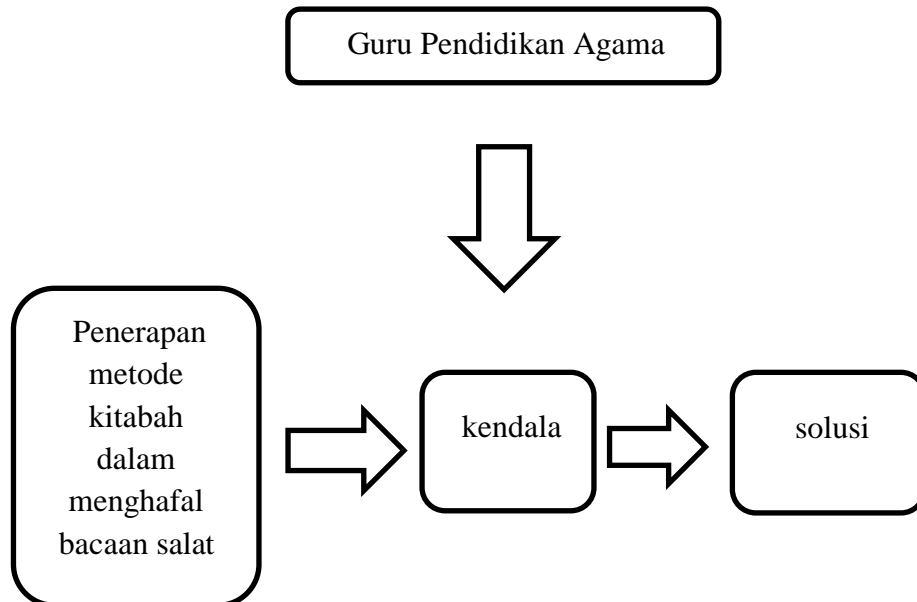 Guru Pendidikan Agama
Penerapan
metode
kitabah
dalam
menghafal
bacaan salat
kendala
solusi